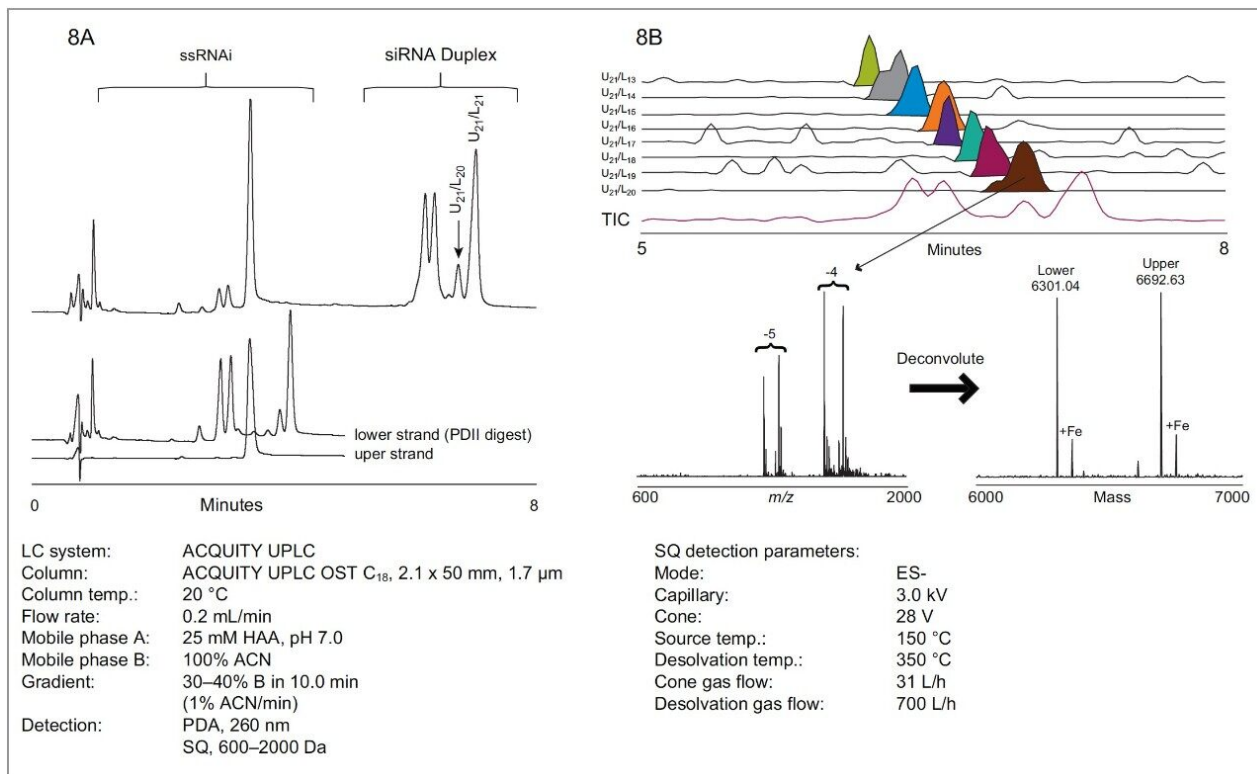 8A
ssRNAi
siRNA Duplex
U21/L20
U21/L21
lower strand (PDII digest)
uper strand
0 Minutes 8
8B
U21/L13
U21/L14
U21/L15
U21/L16
U21/L17
U21/L18
U21/L19
U21/L20
TIC
5 Minutes 8
-5
-4
600 m/z 2000
Deconvolute
Lower
6301.04
Upper
6692.63
+Fe
+Fe
6000 Mass 7000
LC system: ACQUITY UPLC
Column: ACQUITY UPLC OST C18, 2.1 x 50 mm, 1.7 µm
Column temp.: 20 °C
Flow rate: 0.2 mL/min
Mobile phase A: 25 mM HAA, pH 7.0
Mobile phase B: 100% ACN
Gradient: 30–40% B in 10.0 min
(1% ACN/min)
Detection: PDA, 260 nm
SQ, 600–2000 Da
SQ detection parameters:
Mode: ES-
Capillary: 3.0 kV
Cone: 28 V
Source temp.: 150 °C
Desolvation temp.: 350 °C
Cone gas flow: 31 L/h
Desolvation gas flow: 700 L/h